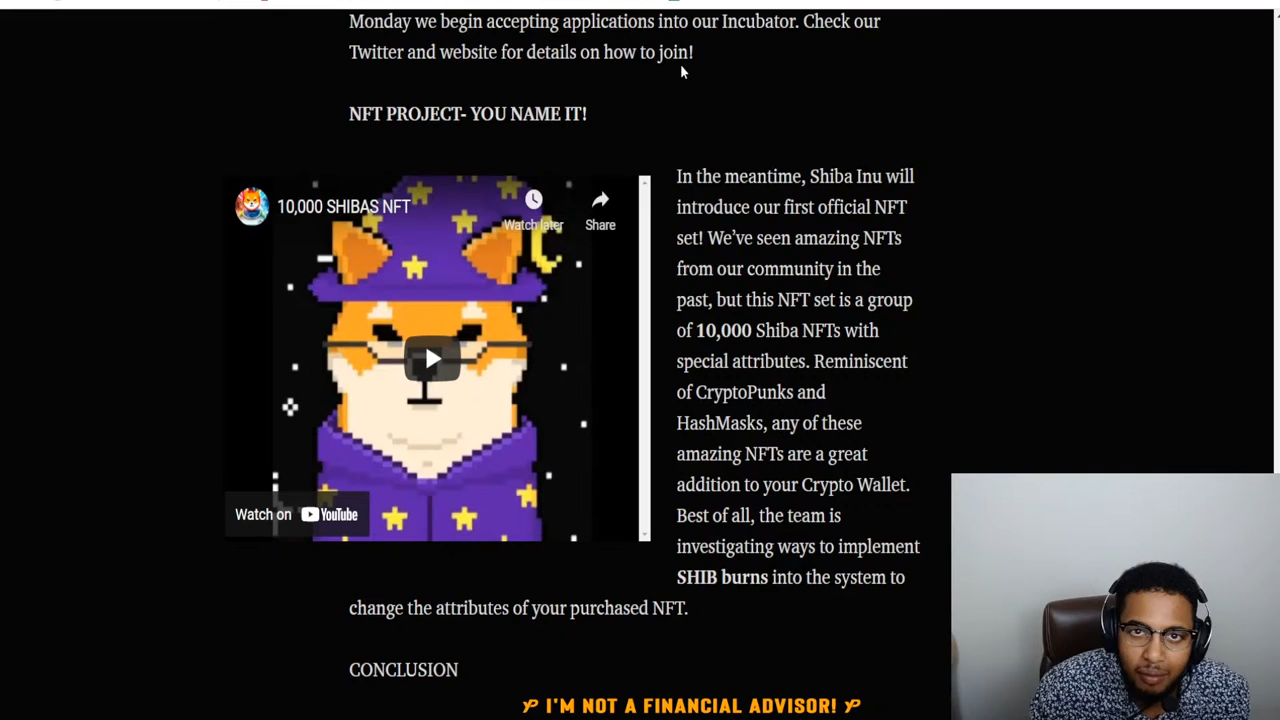 Monday we begin accepting applications into our Incubator. Check our
Twitter and website for details on how to join!
NFT PROJECT- YOU NAME IT!
10,000 SHIBAS NFT
Watch later
Share
Watch on YouTube
In the meantime, Shiba Inu will
introduce our first official NFT
set! We’ve seen amazing NFTs
from our community in the
past, but this NFT set is a group
of 10,000 Shiba NFTs with
special attributes. Reminiscent
of CryptoPunks and
HashMasks, any of these
amazing NFTs are a great
addition to your Crypto Wallet.
Best of all, the team is
investigating ways to implement
SHIB burns into the system to
change the attributes of your purchased NFT.
CONCLUSION
I'M NOT A FINANCIAL ADVISOR!